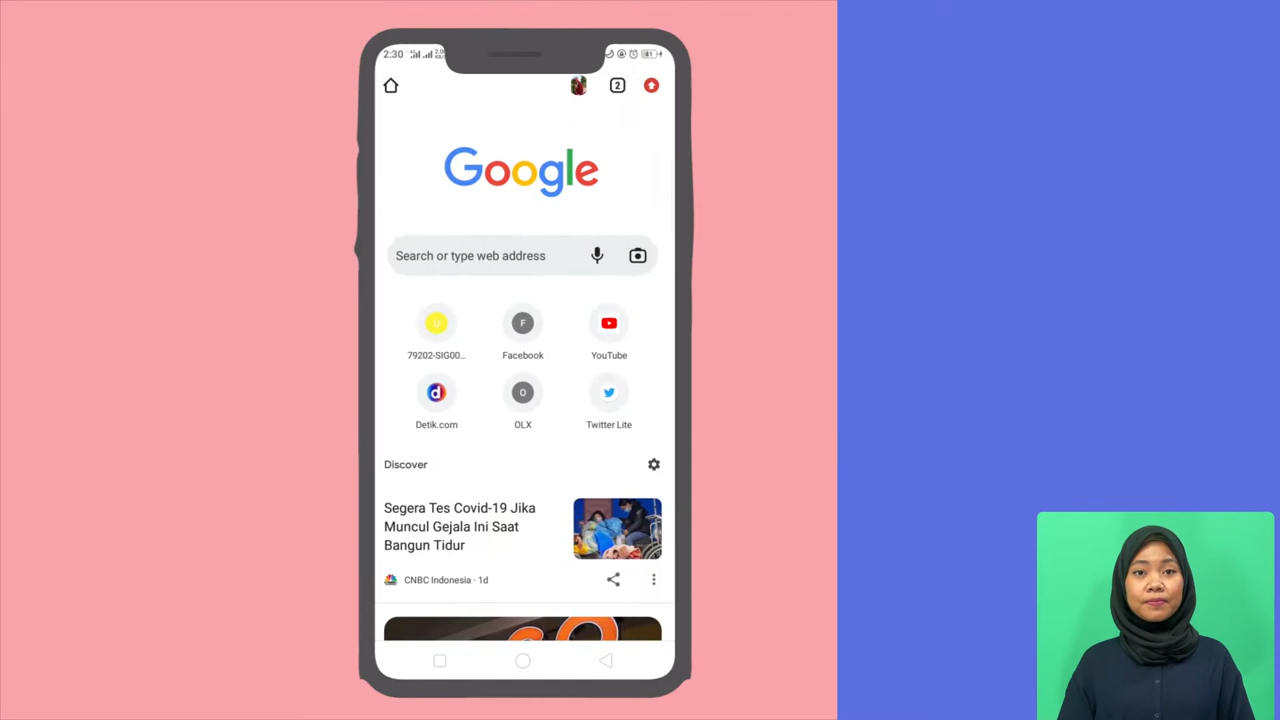 2:30
2
Google
Search or type web address
U
F
79202-SIG00...
Facebook
YouTube
d
O
Detik.com
OLX
Twitter Lite
Discover
Segera Tes Covid-19 Jika
Muncul Gejala Ini Saat
Bangun Tidur
CNBC Indonesia · 1d